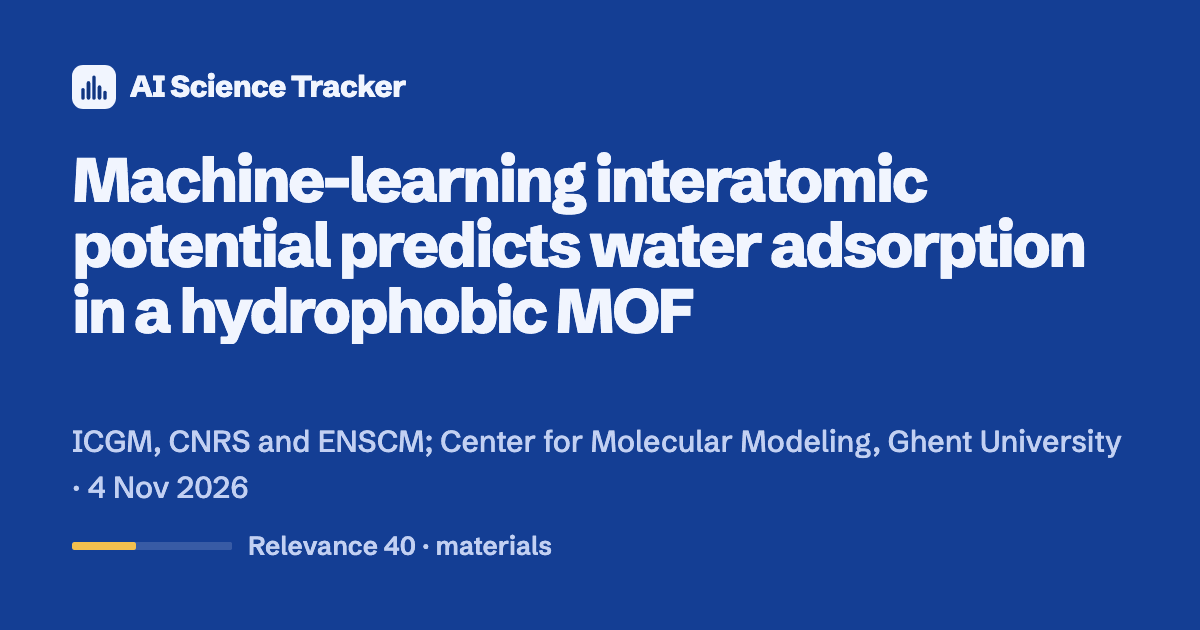 AI Science Tracker
Machine-learning interatomic
potential predicts water adsorption
in a hydrophobic MOF
ICGM, CNRS and ENSCM; Center for Molecular Modeling, Ghent University
· 4 Nov 2026
Relevance 40 · materials